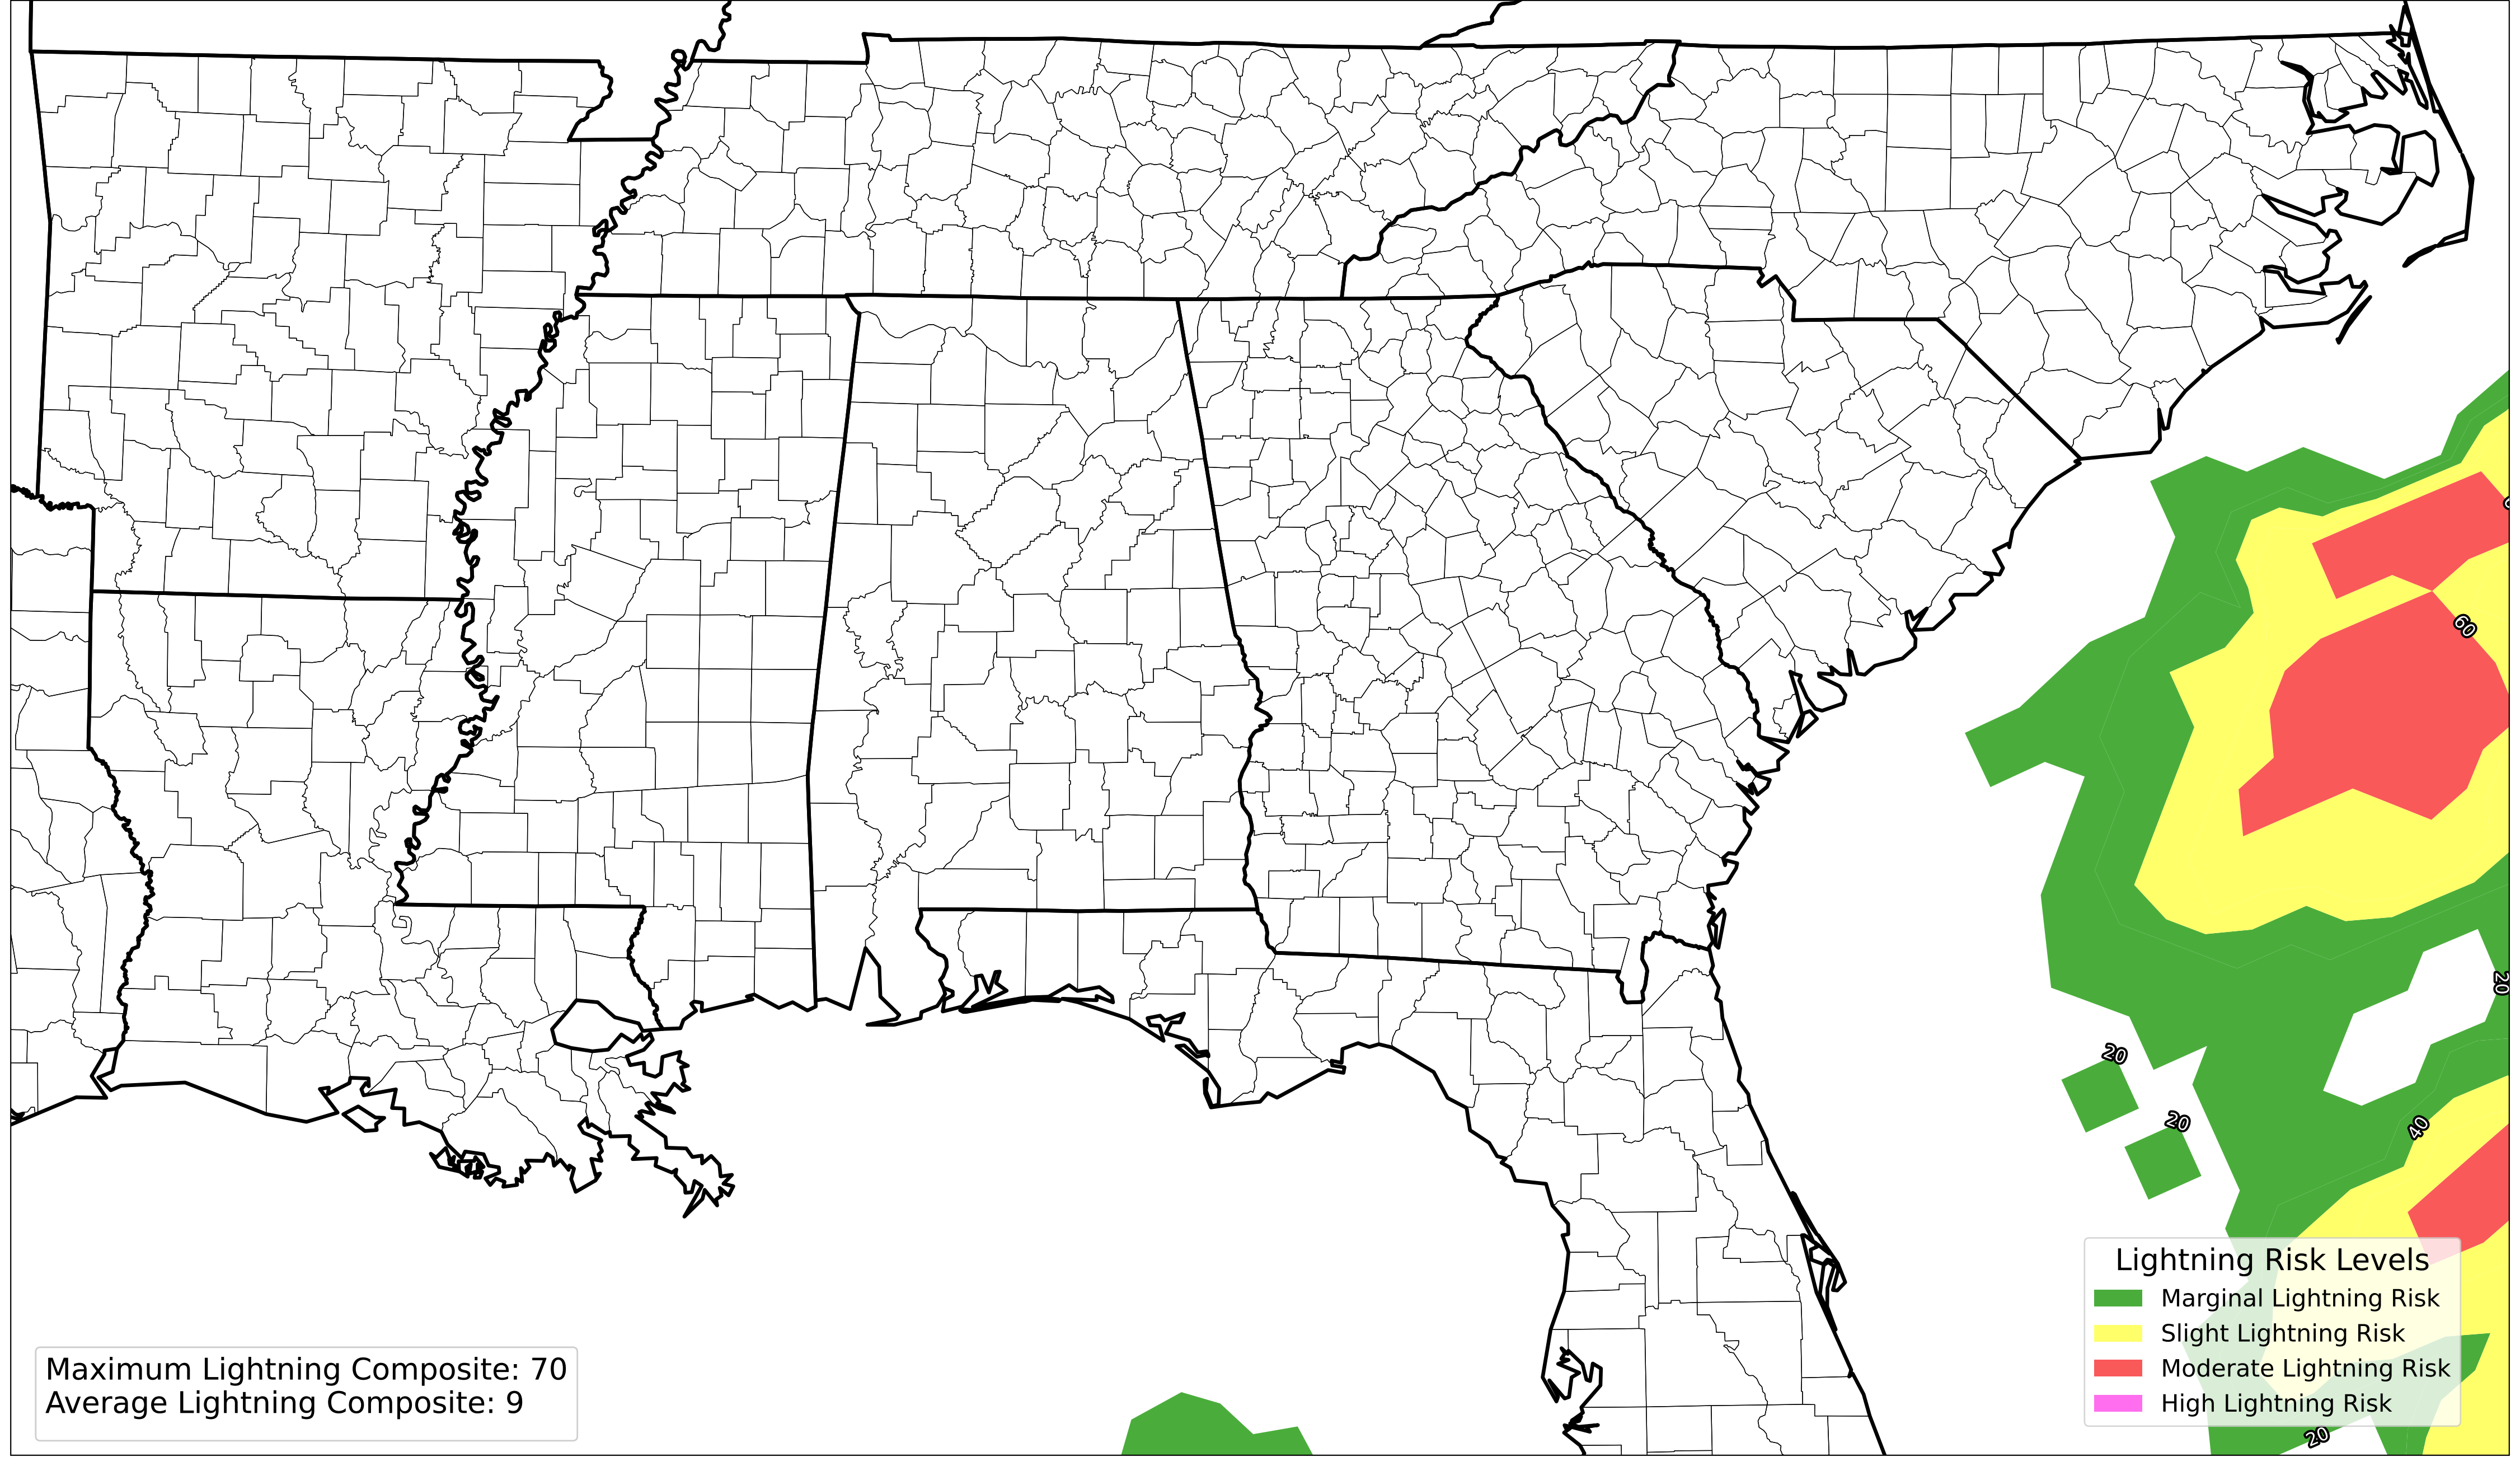 60
20
20
40
20
20
Lightning Risk Levels
Marginal Lightning Risk
Slight Lightning Risk
Moderate Lightning Risk
High Lightning Risk
Maximum Lightning Composite: 70
Average Lightning Composite: 9